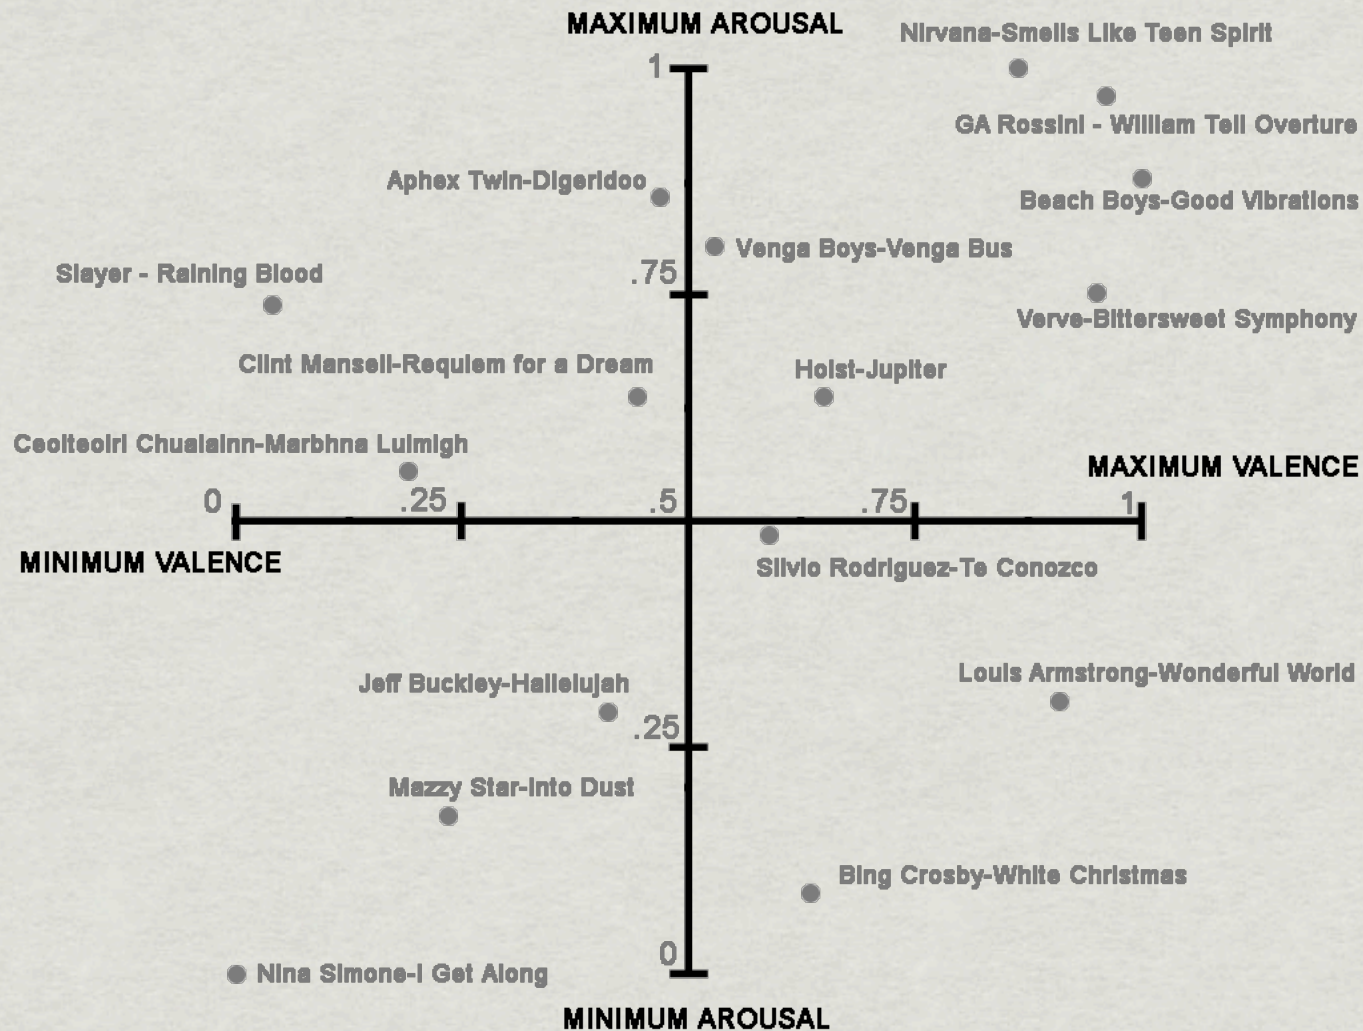 MAXIMUM AROUSAL
Nirvana-Smells Like Teen Spirit
1
GA Rossini - William Tell Overture
Aphex Twin-Digeridoo
Beach Boys-Good Vibrations
Venga Boys-Venga Bus
.75
Slayer - Raining Blood
Verve-Bittersweet Symphony
Clint Mansell-Requiem for a Dream
Holst-Jupiter
Ceolteoiri Chualainn-Marbhna Luimigh
MAXIMUM VALENCE
0
.25
.5
.75
1
MINIMUM VALENCE
Silvio Rodriguez-Te Conozco
Louis Armstrong-Wonderful World
Jeff Buckley-Hallelujah
.25
Mazzy Star-Into Dust
Bing Crosby-White Christmas
0
Nina Simone-I Get Along
MINIMUM AROUSAL